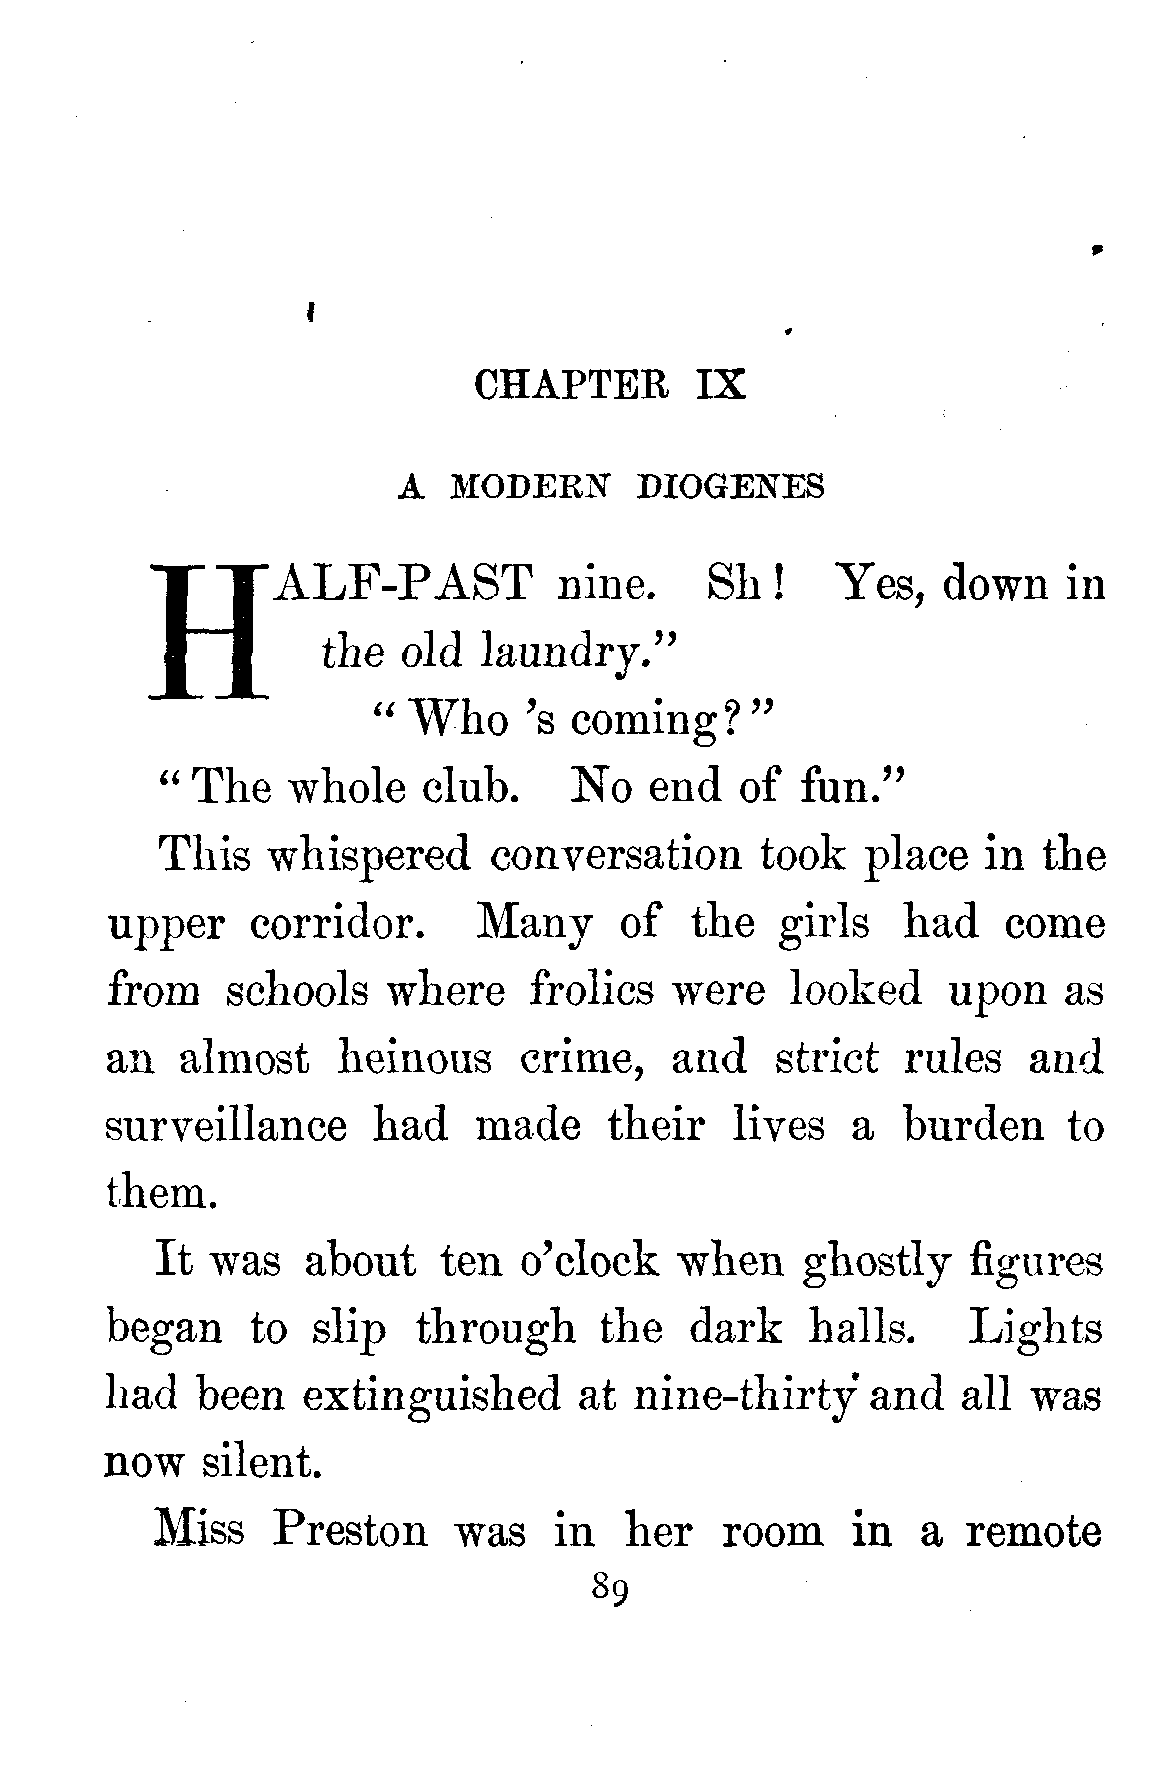 CHAPTER IX
A MODERN DIOGENES
HALF-PAST nine. Sh! Yes, down in
the old laundry."
"Who 's coming?"
"The whole club. No end of fun."
This whispered conversation took place in the
upper corridor. Many of the girls had come
from schools where frolics were looked upon as
an almost heinous crime, and strict rules and
surveillance had made their lives a burden to
them.
It was about ten o'clock when ghostly figures
began to slip through the dark halls. Lights
had been extinguished at nine-thirty and all was
now silent.
Miss Preston was in her room in a remote
89